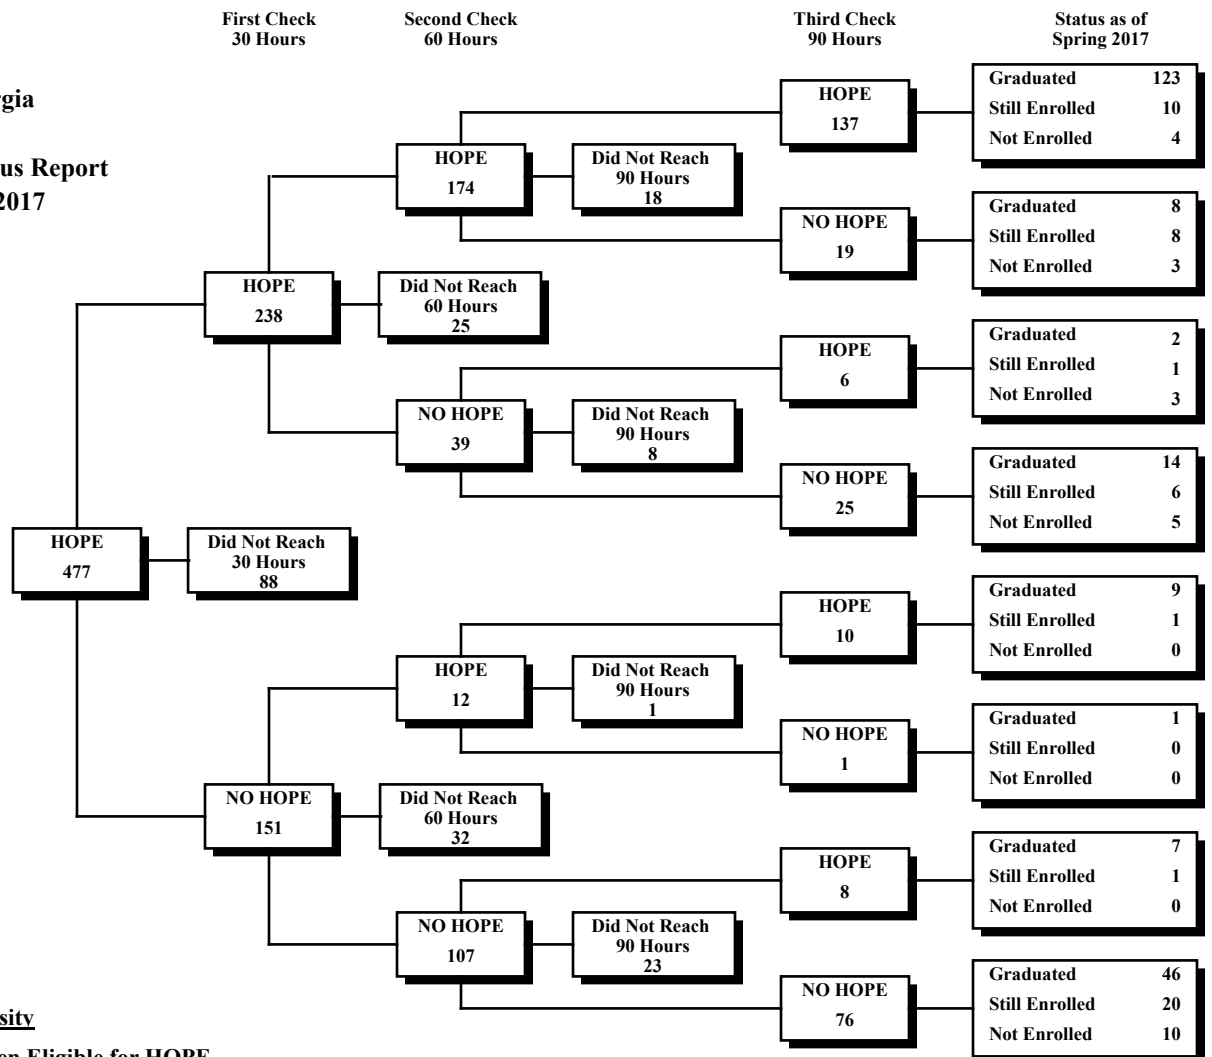 First Check
30 Hours
Second Check
60 Hours
Third Check
90 Hours
Status as of
Spring 2017
Report
2017
HOPE
137
Graduated 123
Still Enrolled 10
Not Enrolled 4
HOPE
174
Did Not Reach
90 Hours
18
NO HOPE
19
Graduated 8
Still Enrolled 8
Not Enrolled 3
HOPE
238
Did Not Reach
60 Hours
25
HOPE
6
Graduated 2
Still Enrolled 1
Not Enrolled 3
NO HOPE
39
Did Not Reach
90 Hours
8
NO HOPE
25
Graduated 14
Still Enrolled 6
Not Enrolled 5
HOPE
477
Did Not Reach
30 Hours
88
HOPE
10
Graduated 9
Still Enrolled 1
Not Enrolled 0
HOPE
12
Did Not Reach
90 Hours
1
NO HOPE
1
Graduated 1
Still Enrolled 0
Not Enrolled 0
NO HOPE
151
Did Not Reach
60 Hours
32
HOPE
8
Graduated 7
Still Enrolled 1
Not Enrolled 0
NO HOPE
107
Did Not Reach
90 Hours
23
NO HOPE
76
Graduated 46
Still Enrolled 20
Not Enrolled 10
Eligible for HOPE